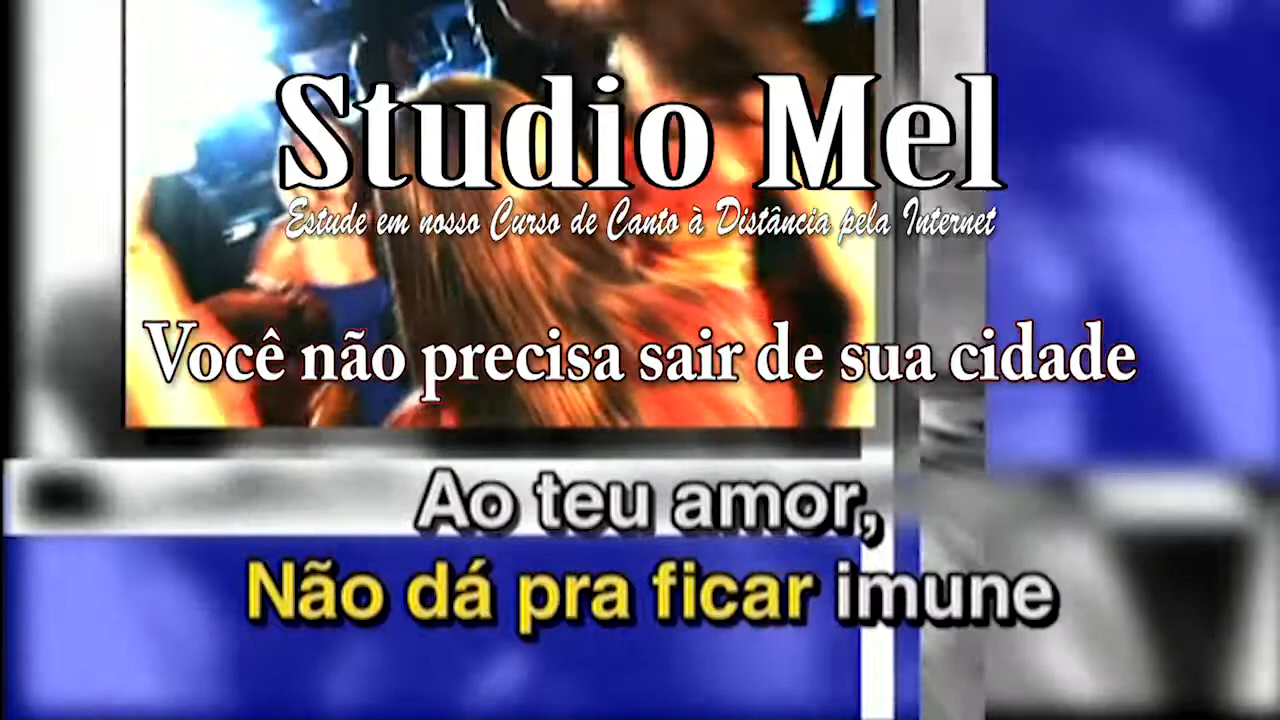 Studio Mel
Estude em nosso Curso de Canto à Distância pela Internet
Você não precisa sair de sua cidade
Ao teu amor,
Não dá pra ficar imune